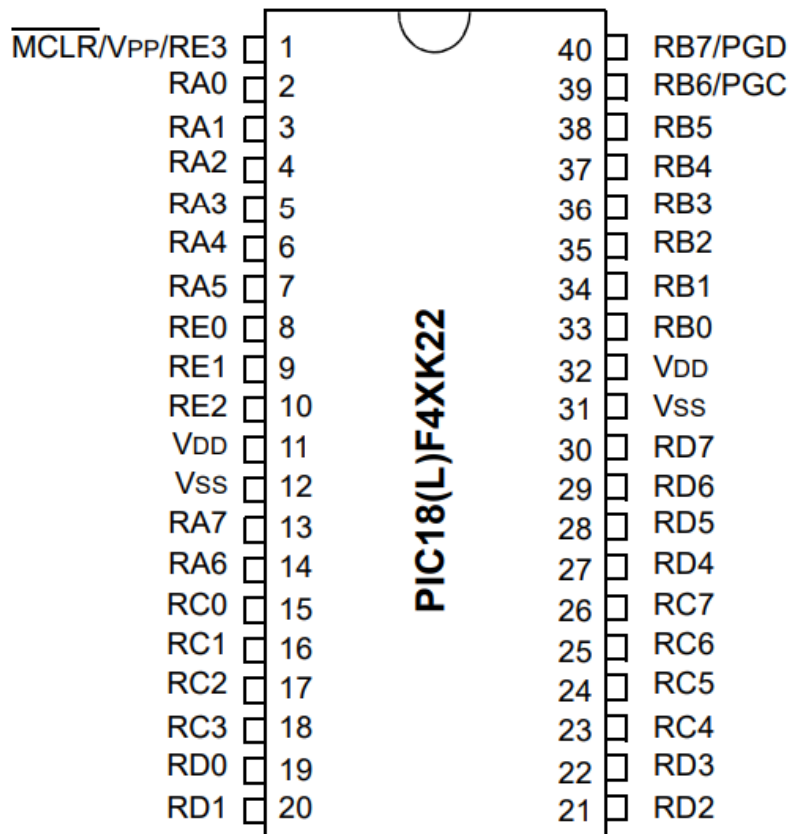 MCLR/VPP/RE3 1 40 RB7/PGD
RA0 2 39 RB6/PGC
RA1 3 38 RB5
RA2 4 37 RB4
RA3 5 36 RB3
RA4 6 35 RB2
RA5 7 34 RB1
RE0 8 33 RB0
RE1 9 32 VDD
RE2 10 31 VSS
VDD 11 30 RD7
VSS 12 29 RD6
RA7 13 28 RD5
RA6 14 27 RD4
RC0 15 26 RC7
RC1 16 25 RC6
RC2 17 24 RC5
RC3 18 23 RC4
RD0 19 22 RD3
RD1 20 21 RD2
PIC18(L)F4XK22